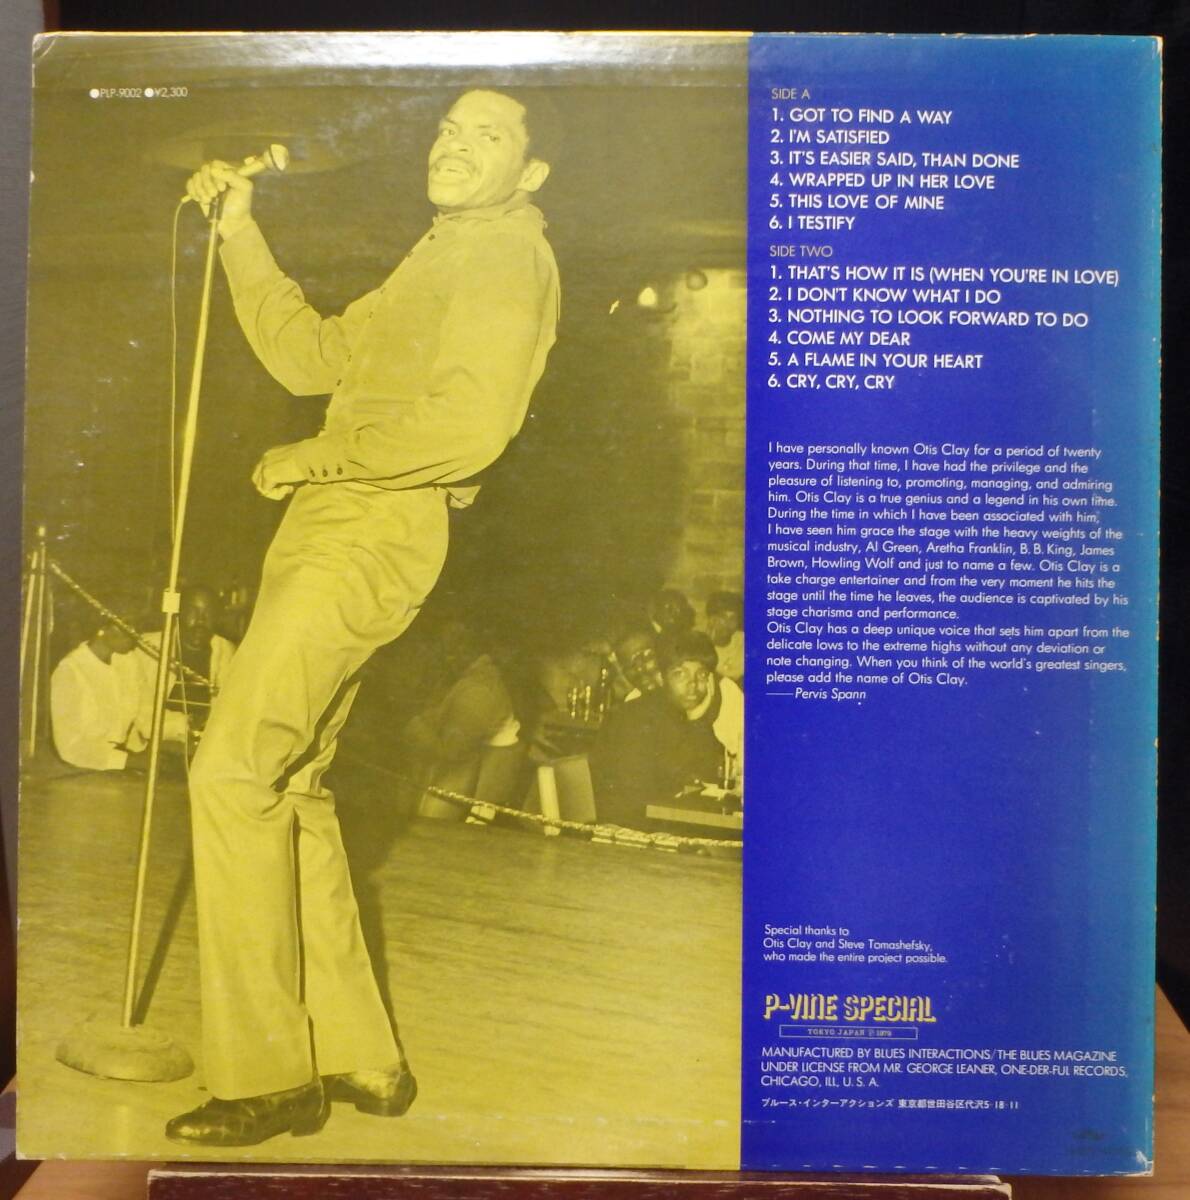 ●PLP-9002 ●¥2,300
SIDE A
1. GOT TO FIND A WAY
2. I'M SATISFIED
3. IT'S EASIER SAID, THAN DONE
4. WRAPPED UP IN HER LOVE
5. THIS LOVE OF MINE
6. I TESTIFY
SIDE TWO
1. THAT'S HOW IT IS (WHEN YOU'RE IN LOVE)
2. I DON'T KNOW WHAT I DO
3. NOTHING TO LOOK FORWARD TO DO
4. COME MY DEAR
5. A FLAME IN YOUR HEART
6. CRY, CRY, CRY
I have personally known Otis Clay for a period of twenty
years. During that time, I have had the privilege and the
pleasure of listening to, promoting, managing, and admiring
him. Otis Clay is a true genius and a legend in his own time.
During the time in which I have been associated with him,
I have seen him grace the stage with the heavy weights of the
musical industry, Al Green, Aretha Franklin, B. B. King, James
Brown, Howling Wolf and just to name a few. Otis Clay is a
take charge entertainer and from the very moment he hits the
stage until the time he leaves, the audience is captivated by his
stage charisma and performance.
Otis Clay has a deep unique voice that sets him apart from the
delicate lows to the extreme highs without any deviation or
note changing. When you think of the world's greatest singers,
please add the name of Otis Clay.
——Pervis Spann
Special thanks to
Otis Clay and Steve Tomashefsky,
who made the entire project possible.
P-VINE SPECIAL
TOKYO JAPAN ℗ 1979
MANUFACTURED BY BLUES INTERACTIONS/THE BLUES MAGAZINE
UNDER LICENSE FROM MR. GEORGE LEANER, ONE-DER-FUL RECORDS,
CHICAGO, ILL, U. S. A.
ブルース・インターアクションズ 東京都世田谷区代沢5-18-11